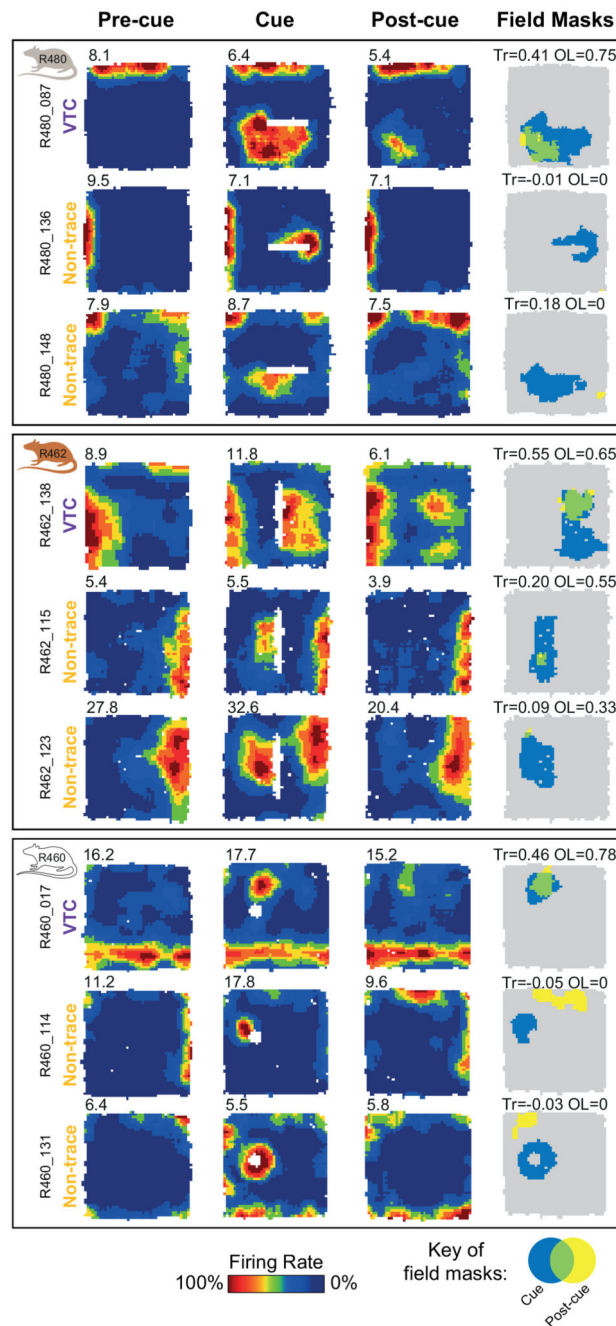 Pre-cue Cue Post-cue Field Masks
R480
8.1 6.4 5.4 Tr=0.41 OL=0.75
R480_087
VTC
9.5 7.1 7.1 Tr=-0.01 OL=0
R480_136
Non-trace
7.9 8.7 7.5 Tr=0.18 OL=0
R480_148
Non-trace
R462
8.9 11.8 6.1 Tr=0.55 OL=0.65
R462_138
VTC
5.4 5.5 3.9 Tr=0.20 OL=0.55
R462_115
Non-trace
27.8 32.6 20.4 Tr=0.09 OL=0.33
R462_123
Non-trace
R460
16.2 17.7 15.2 Tr=0.46 OL=0.78
R460_017
VTC
11.2 17.8 9.6 Tr=-0.05 OL=0
R460_114
Non-trace
6.4 5.5 5.8 Tr=-0.03 OL=0
R460_131
Non-trace
Firing Rate
100% 0%
Key of
field masks:
Cue
Post-cue